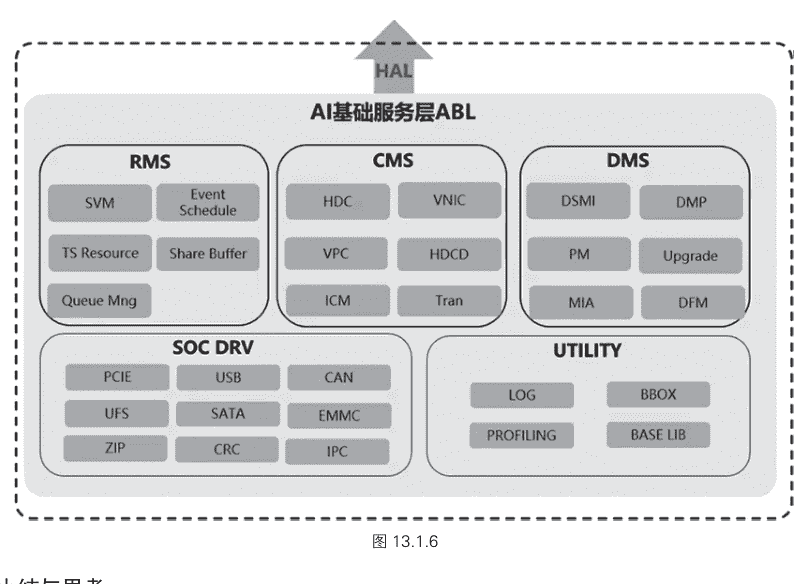 HAL
AI基础服务层ABL
RMS
SVM
Event
Schedule
TS Resource
Share Buffer
Queue Mng
CMS
HDC
VNIC
VPC
HDCD
ICM
Tran
DMS
DSMI
DMP
PM
Upgrade
MIA
DFM
SOC DRV
PCIE
USB
CAN
UFS
SATA
EMMC
ZIP
CRC
IPC
UTILITY
LOG
BBOX
PROFILING
BASE LIB
图 13.1.6